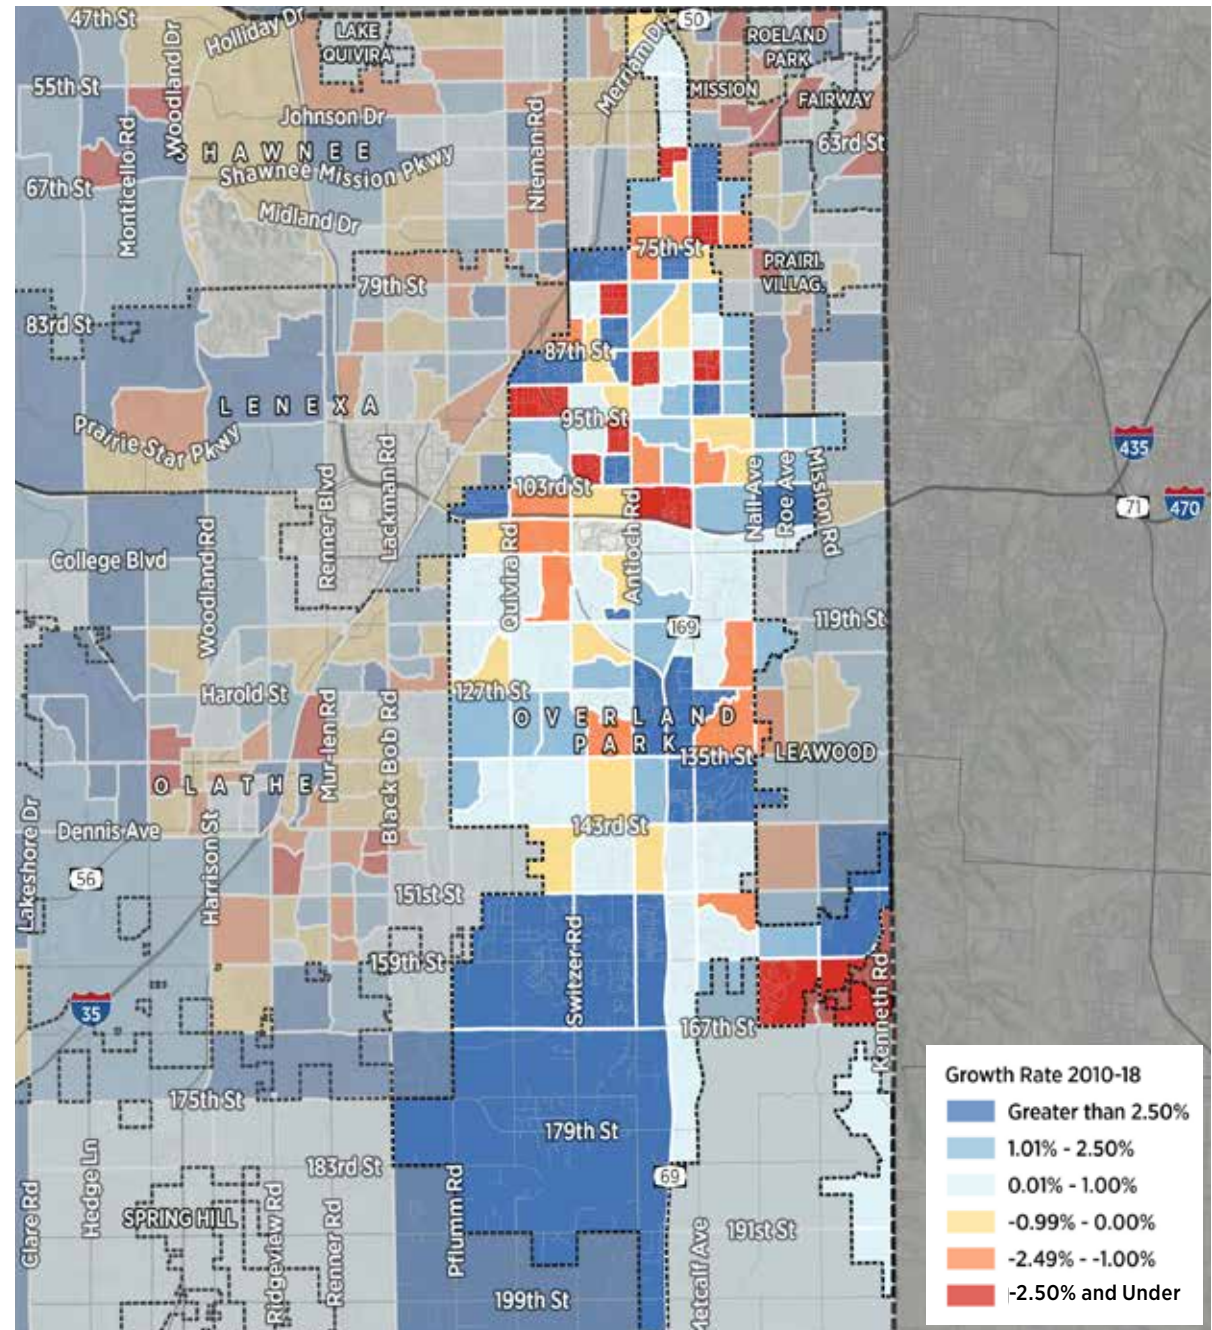 47th St
Holliday Dr
LAKE
QUIVIRA
Merriam Dr
50
ROELAND
PARK
55th St
Woodland Dr
MISSION
FAIRWAY
Johnson Dr
Monticello Rd
SHAWNEE
Nieman Rd
63rd St
Shawnee Mission Pkwy
67th St
Midland Dr
75th St
PRAIRI.
VILLAG.
79th St
83rd St
87th St
LENEXA
95th St
Prairie Star Pkwy
435
Renner Blvd
Lackman Rd
103rd St
Antioch Rd
Nall Ave
Roe Ave
Mission Rd
71
470
College Blvd
Woodland Rd
Quivira Rd
119th St
169
Harold St
127th St
Mur-len Rd
Black Bob Rd
OVERLAND
PARK
135th St
LEAWOOD
OLATHE
Lakeshore Dr
Dennis Ave
Harrison St
143rd St
56
151st St
Switzer Rd
159th St
Kenneth Rd
35
167th St
175th St
179th St
Hedge Ln
183rd St
69
Clare Rd
SPRING HILL
Ridgeview Rd
Renner Rd
Pflumm Rd
Metcalf Ave
191st St
199th St
Growth Rate 2010-18
Greater than 2.50%
1.01% - 2.50%
0.01% - 1.00%
-0.99% - 0.00%
-2.49% - -1.00%
-2.50% and Under